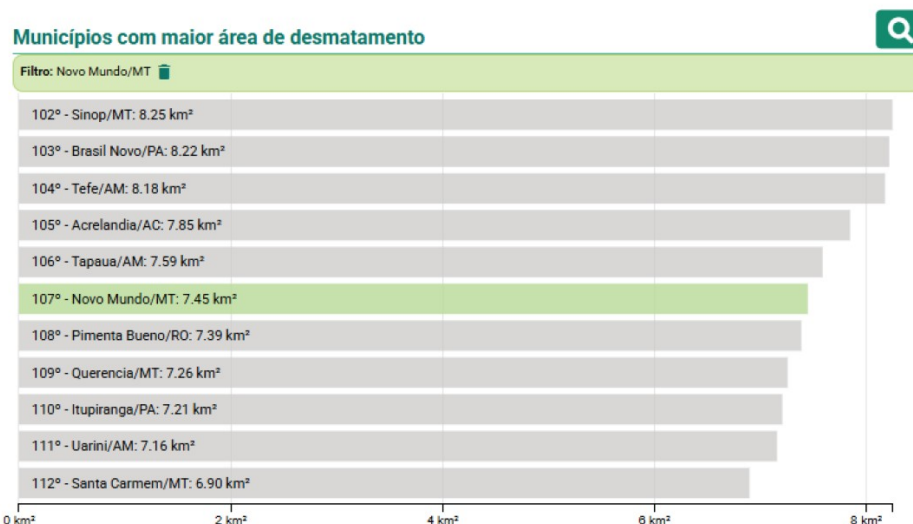 Municípios com maior área de desmatamento
Filtro: Novo Mundo/MT
102º - Sinop/MT: 8.25 km²
103º - Brasil Novo/PA: 8.22 km²
104º - Tefe/AM: 8.18 km²
105º - Acrelandia/AC: 7.85 km²
106º - Tapaua/AM: 7.59 km²
107º - Novo Mundo/MT: 7.45 km²
108º - Pimenta Bueno/RO: 7.39 km²
109º - Querencia/MT: 7.26 km²
110º - Itupiranga/PA: 7.21 km²
111º - Uarini/AM: 7.16 km²
112º - Santa Carmem/MT: 6.90 km²
0 km² 2 km² 4 km² 6 km² 8 km²